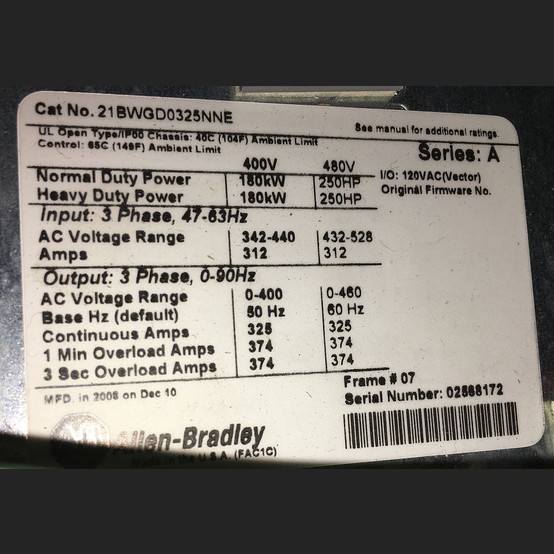 Cat No. 21BWGD0325NNE
UL Open Type/IP00 Chassis: 40C (104F) Ambient Limit
Control: 65C (149F) Ambient Limit
See manual for additional ratings.
Series: A
400V 480V
I/O: 120VAC(Vector)
Original Firmware No.
Normal Duty Power 180kW 250HP
Heavy Duty Power 180kW 250HP
Input: 3 Phase, 47-63Hz
AC Voltage Range 342-440 432-528
Amps 312 312
Output: 3 Phase, 0-90Hz
AC Voltage Range 0-400 0-460
Base Hz (default) 50 Hz 60 Hz
Continuous Amps 325 325
1 Min Overload Amps 374 374
3 Sec Overload Amps 374 374
MFD. in 2008 on Dec 10
Frame # 07
Serial Number: 02568172
Allen-Bradley
Made in the U.S.A. (FAC1C)